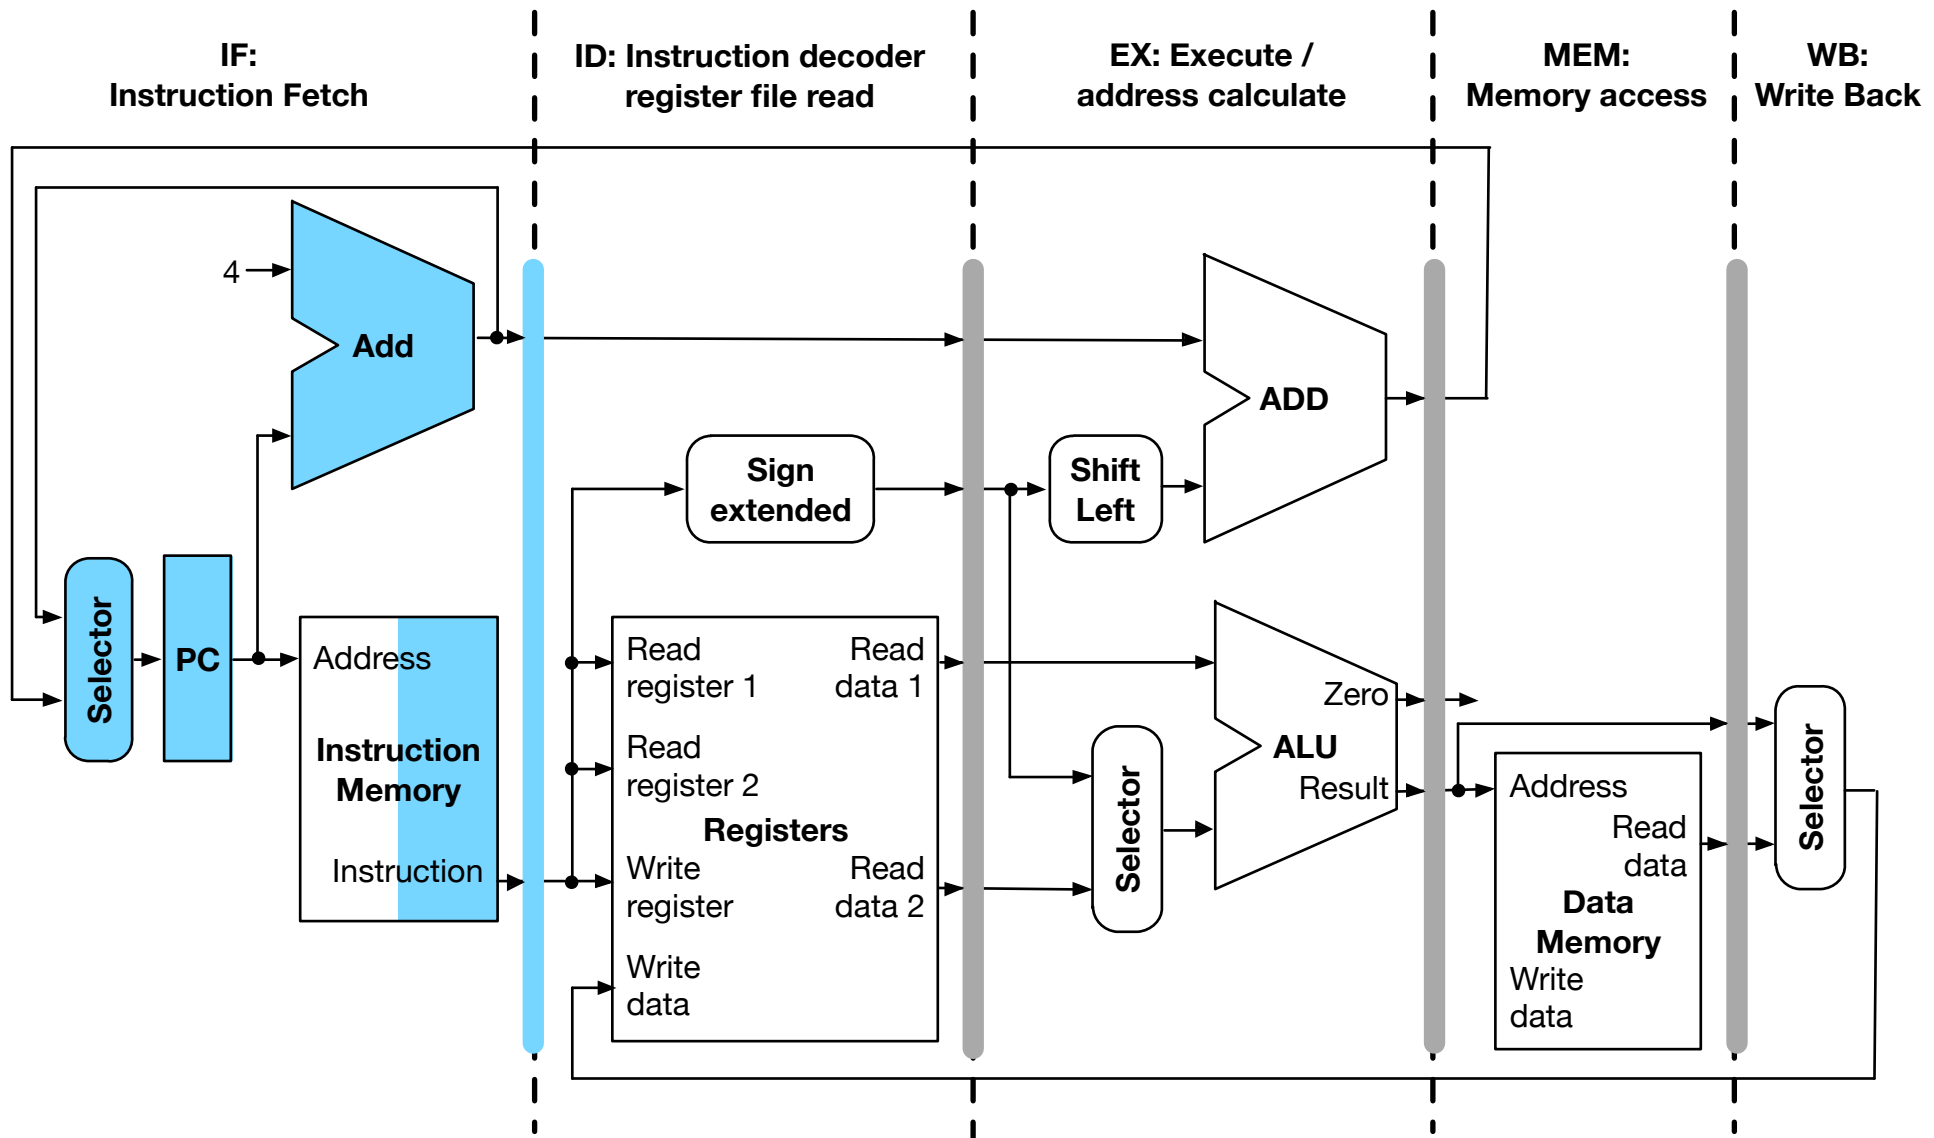 IF:
Instruction Fetch
ID: Instruction decoder
register file read
EX: Execute /
address calculate
MEM:
Memory access
WB:
Write Back
4
Add
ADD
Sign
extended
Shift
Left
Selector
PC
Address
Instruction
Memory
Instruction
Read
register 1
Read
data 1
Read
register 2
Registers
Write
register
Read
data 2
Write
data
Selector
Zero
ALU
Result
Address
Read
data
Data
Memory
Write
data
Selector